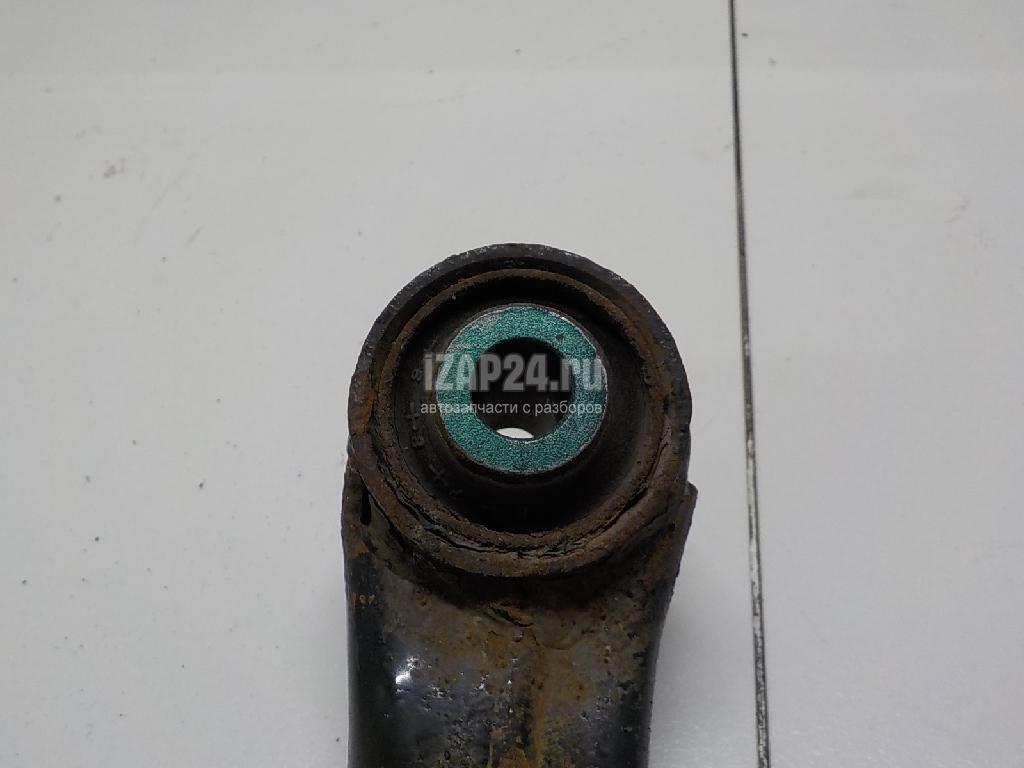 iZAP24.ru
автозапчасти с разборов